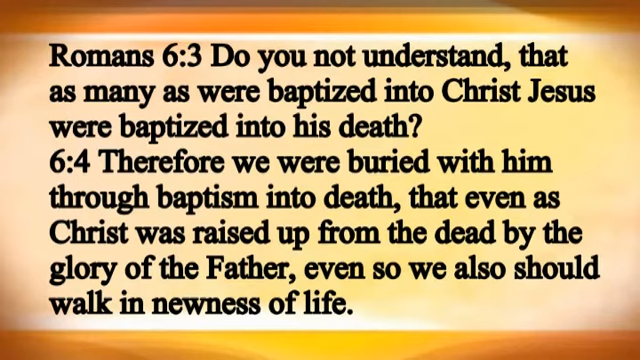 Romans 6:3 Do you not understand, that
as many as were baptized into Christ Jesus
were baptized into his death?
6:4 Therefore we were buried with him
through baptism into death, that even as
Christ was raised up from the dead by the
glory of the Father, even so we also should
walk in newness of life.